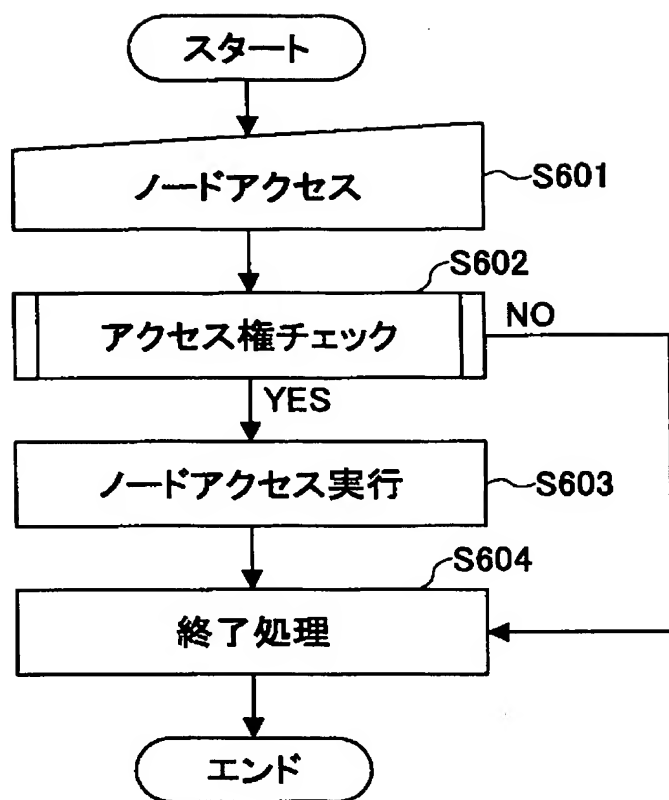 スタート
ノードアクセス
S601
S602
アクセス権チェック
NO
YES
ノードアクセス実行
S603
S604
終了処理
エンド